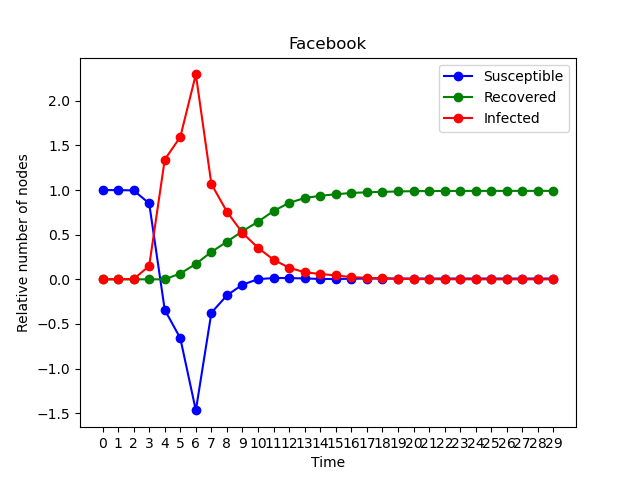 Facebook
Susceptible
Recovered
Infected
Relative number of nodes
2.0
1.5
1.0
0.5
0.0
−0.5
−1.0
−1.5
0 1 2 3 4 5 6 7 8 9 10 11 12 13 14 15 16 17 18 19 20 21 22 23 24 25 26 27 28 29
Time